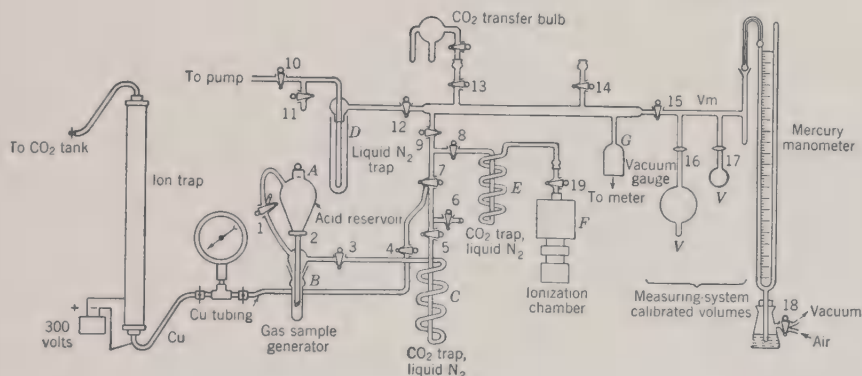 CO2 transfer bulb
10
To pump
11
13
14
12
15
Vm
D
Liquid N2
trap
9
8
G
Vacuum
gauge
To meter
16
17
Mercury
manometer
To CO2 tank
Ion trap
A
Acid reservoir
1
2
7
6
E
19
CO2 trap,
liquid N2
F
V
V
3
4
5
B
C
Cu tubing
Gas sample
generator
Ionization
chamber
Measuring-system
calibrated volumes
+
-
300
volts
Cu
CO2 trap,
liquid N2
18
Vacuum
Air